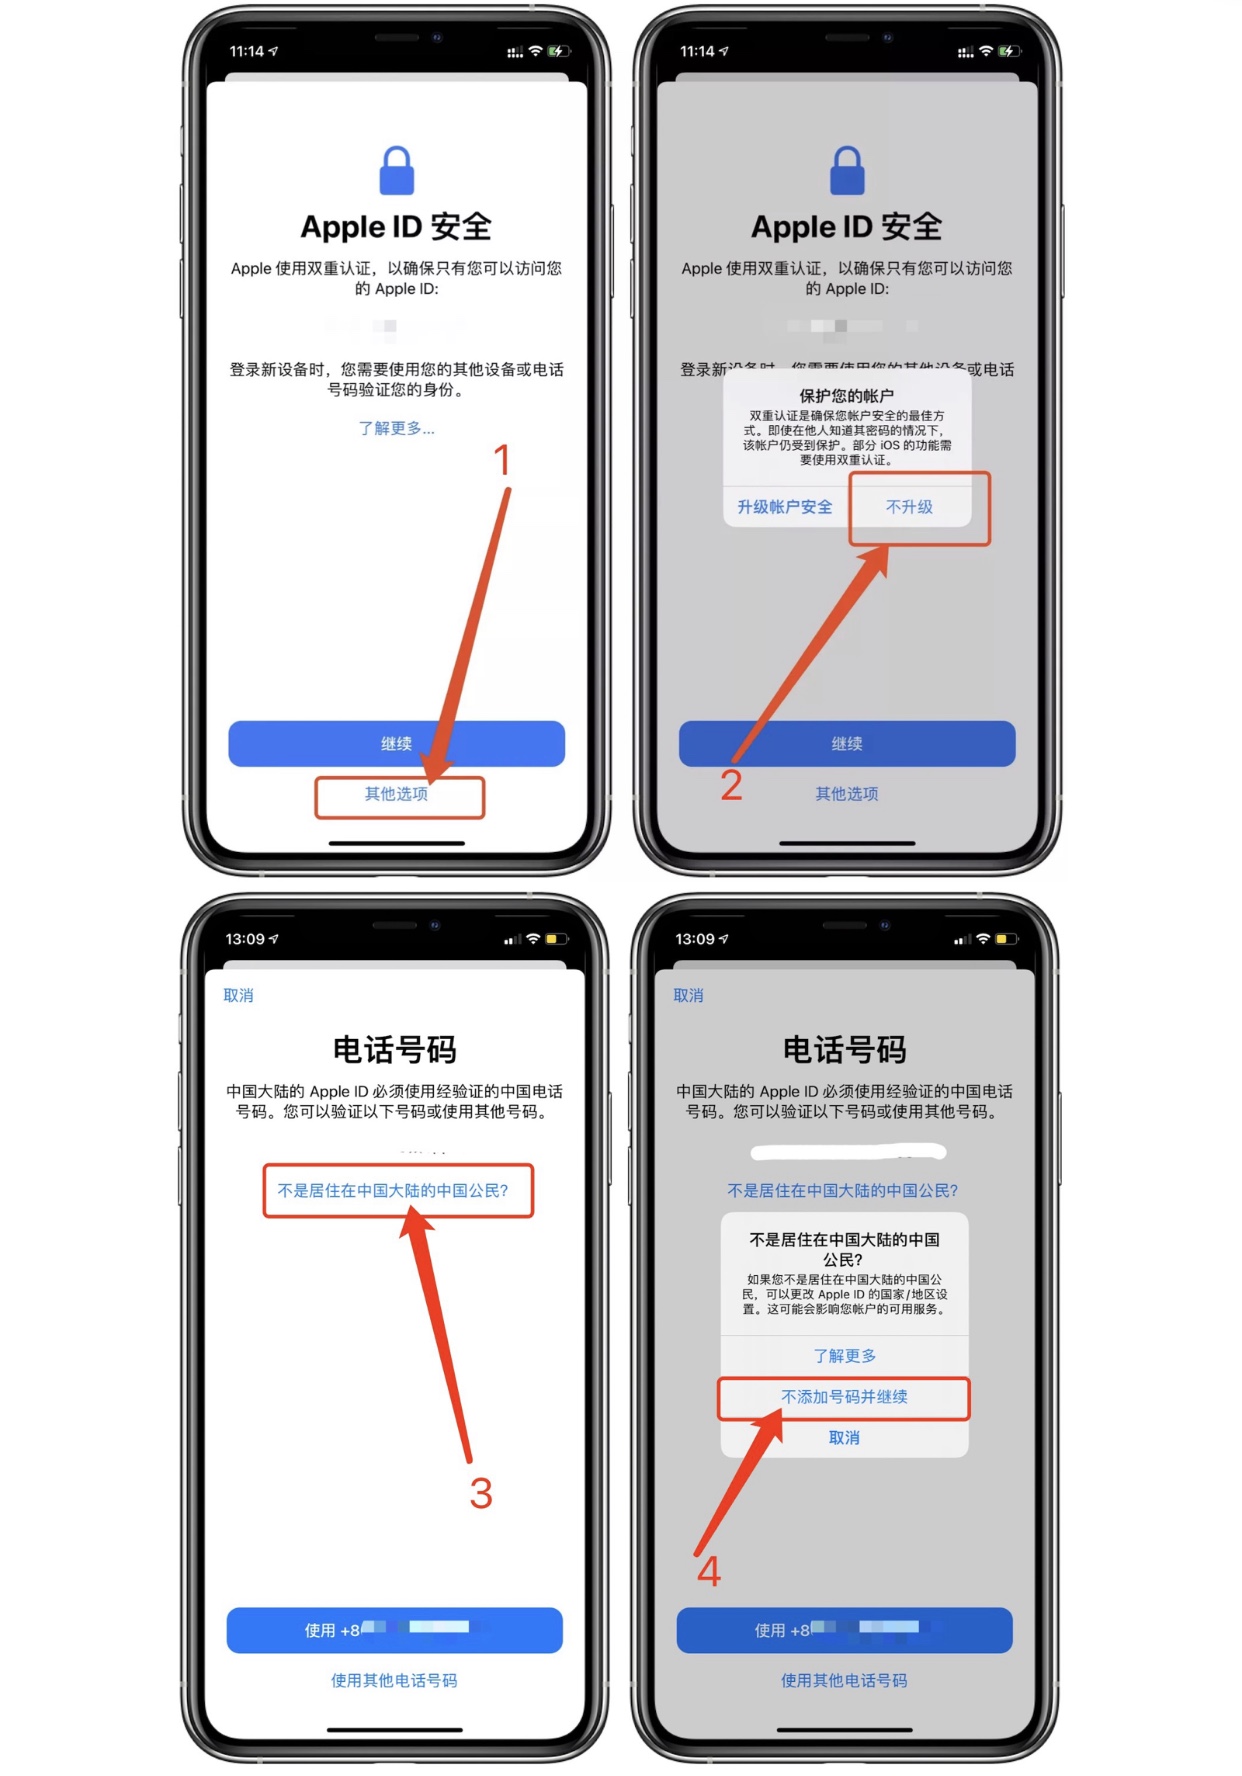 11:14
Apple ID 安全
Apple 使用双重认证，以确保只有您可以访问您
的 Apple ID:
登录新设备时，您需要使用您的其他设备或电话
号码验证您的身份。
了解更多...
1
继续
其他选项
11:14
Apple ID 安全
Apple 使用双重认证，以确保只有您可以访问您
的 Apple ID:
登录新设备时，您需要使用您的其他设备或电话
保护您的帐户
双重认证是确保您帐户安全的最佳方
式。即使在他人知道其密码的情况下，
该帐户仍受到保护。部分 iOS 的功能需
要使用双重认证。
升级帐户安全
不升级
2
继续
其他选项
13:09
取消
电话号码
中国大陆的 Apple ID 必须使用经验证的中国电话
号码。您可以验证以下号码或使用其他号码。
不是居住在中国大陆的中国公民?
3
使用 +8
使用其他电话号码
13:09
取消
电话号码
中国大陆的 Apple ID 必须使用经验证的中国电话
号码。您可以验证以下号码或使用其他号码。
不是居住在中国大陆的中国公民?
不是居住在中国大陆的中国
公民?
如果您不是居住在中国大陆的中国公
民，可以更改 Apple ID 的国家/地区设
置。这可能会影响您帐户的可用服务。
了解更多
不添加号码并继续
取消
4
使用 +8
使用其他电话号码